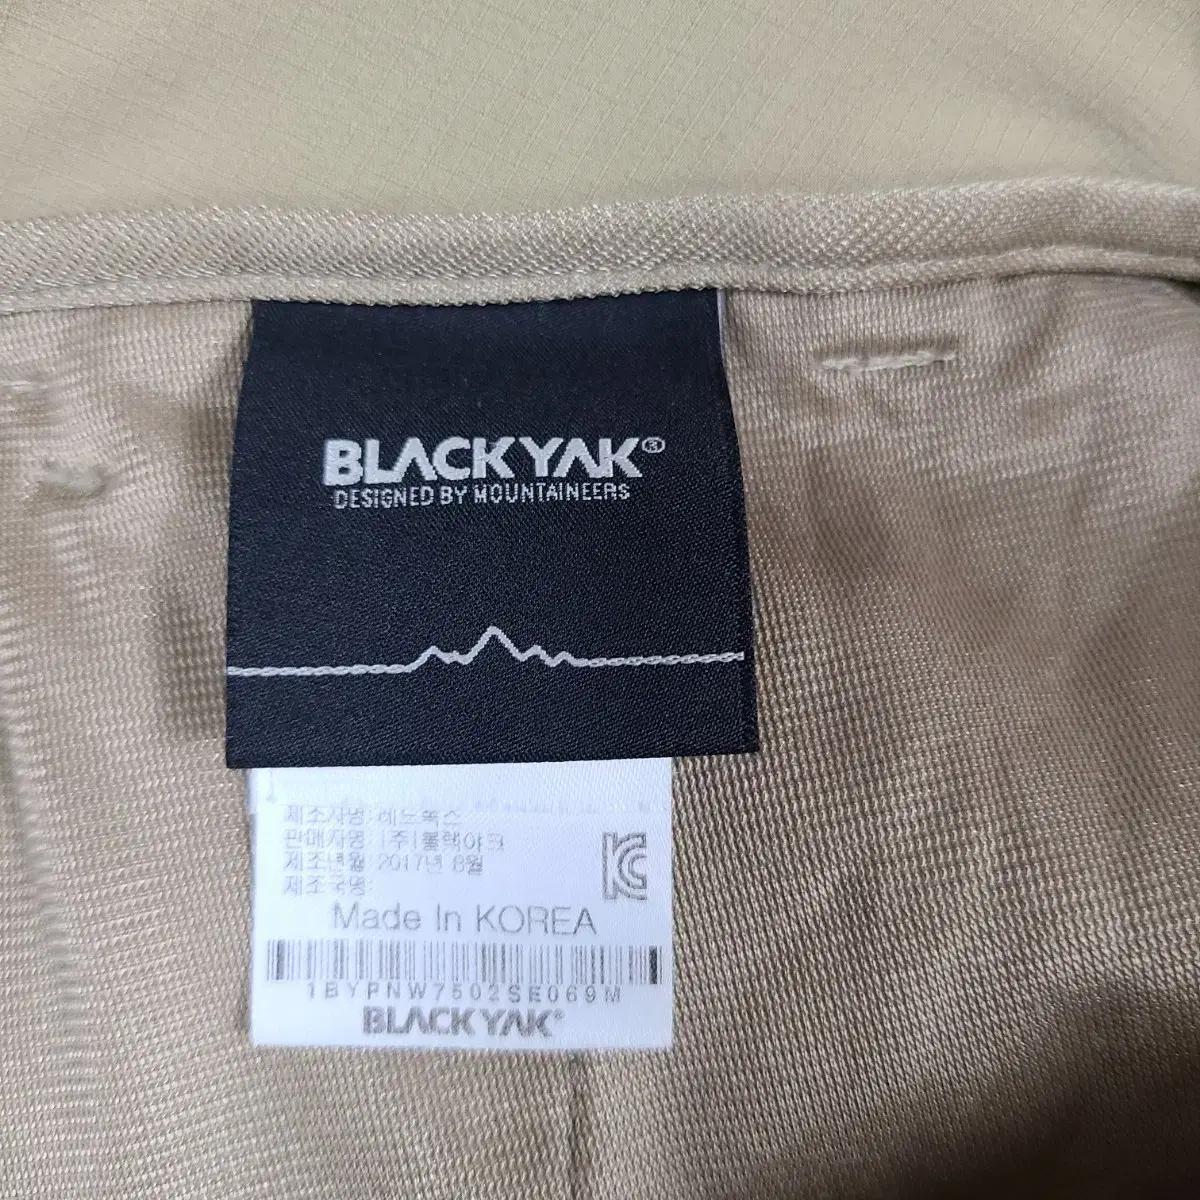 BLACKYAK®
DESIGNED BY MOUNTAINEERS
제조자명: 레드폭스
판매자명: (주)블랙야크
제조년월: 2017년 8월
제조국명:
Made In KOREA
1BYPNW7502SE069M
BLACKYAK®